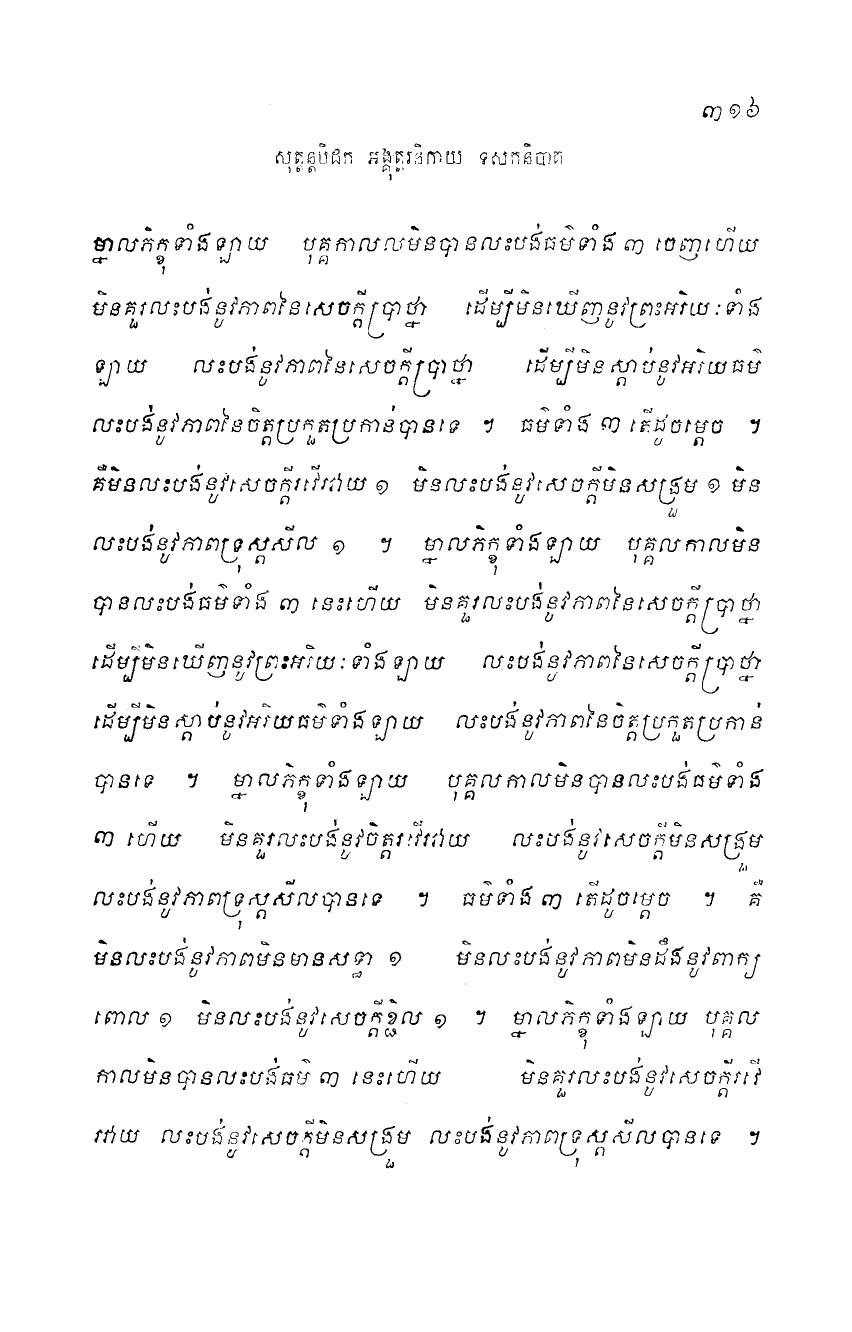 ៣១៦
សុត្តន្តបិដក អង្គុត្តរនិកាយ ទសកនិបាត
ម្នាលភិក្ខុទាំងឡាយ បុគ្គកាលលមិនបានលះបង់ធម៌ទាំង ៣ ចេញហើយ
មិនគួរលះបង់នូវភាពនៃសេចក្តីប្រាថ្នា ដើម្បីមិនឃើញនូវព្រះអរិយៈទាំង
ឡាយ លះបង់នូវភាពនៃសេចក្តីប្រាថ្នា ដើម្បីមិនស្តាប់នូវអរិយធម៌
លះបង់នូវភាពនៃចិត្តប្រកួតប្រកាន់បានទេ ។ ធម៌ទាំង ៣ តើដូចម្តេច ។
គឺមិនលះបង់នូវសេចក្តីរវើរវាយ ១ មិនលះបង់នូវសេចក្តីមិនសង្រួម ១ មិន
លះបង់នូវភាពទ្រុស្តសីល ១ ។ ម្នាលភិក្ខុទាំងឡាយ បុគ្គលកាលមិន
បានលះបង់ធម៌ទាំង ៣ នេះហើយ មិនគួរលះបង់នូវភាពនៃសេចក្តីប្រាថ្នា
ដើម្បីមិនឃើញនូវព្រះអរិយៈទាំងឡាយ លះបង់នូវភាពនៃសេចក្តីប្រាថ្នា
ដើម្បីមិនស្តាប់នូវអរិយធម៌ទាំងឡាយ លះបង់នូវភាពនៃចិត្តប្រកួតប្រកាន់
បានទេ ។ ម្នាលភិក្ខុទាំងឡាយ បុគ្គលកាលមិនបានលះបង់ធម៌ទាំង
៣ ហើយ មិនគួរលះបង់នូវចិត្តរវើរវាយ លះបង់នូវសេចក្តីមិនសង្រួម
លះបង់នូវភាពទ្រុស្តសីលបានទេ ។ ធម៌ទាំង ៣ តើដូចម្តេច ។ គឺ
មិនលះបង់នូវភាពមិនមានសទ្ធា ១ មិនលះបង់នូវភាពមិនដឹងនូវពាក្យ
ពោល ១ មិនលះបង់នូវសេចក្តីខ្ជិល ១ ។ ម្នាលភិក្ខុទាំងឡាយ បុគ្គល
កាលមិនបានលះបង់ធម៌ ៣ នេះហើយ មិនគួរលះបង់នូវសេចក្តីរវើ
រវាយ លះបង់នូវសេចក្តីមិនសង្រួម លះបង់នូវភាពទ្រុស្តសីលបានទេ ។